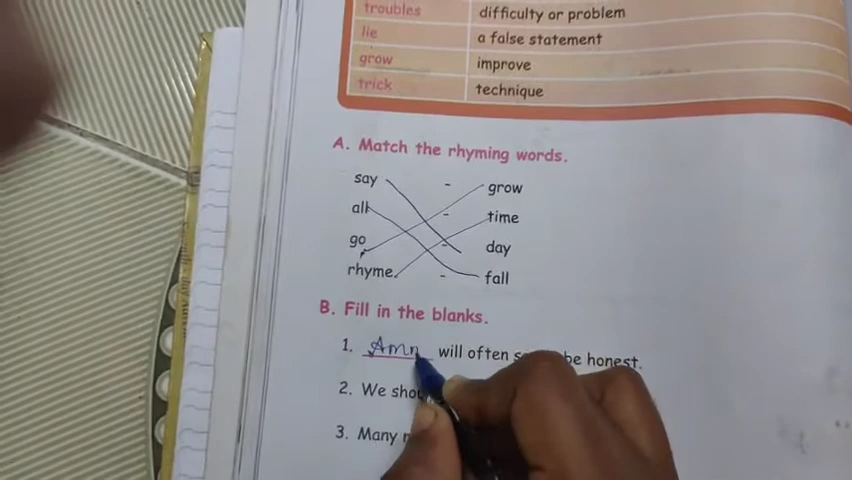 troubles difficulty or problem
lie a false statement
grow improve
trick technique
A. Match the rhyming words.
say - grow
all - time
go - day
rhyme - fall
B. Fill in the blanks.
1. Amn will often be honest.
2. We
3. Many